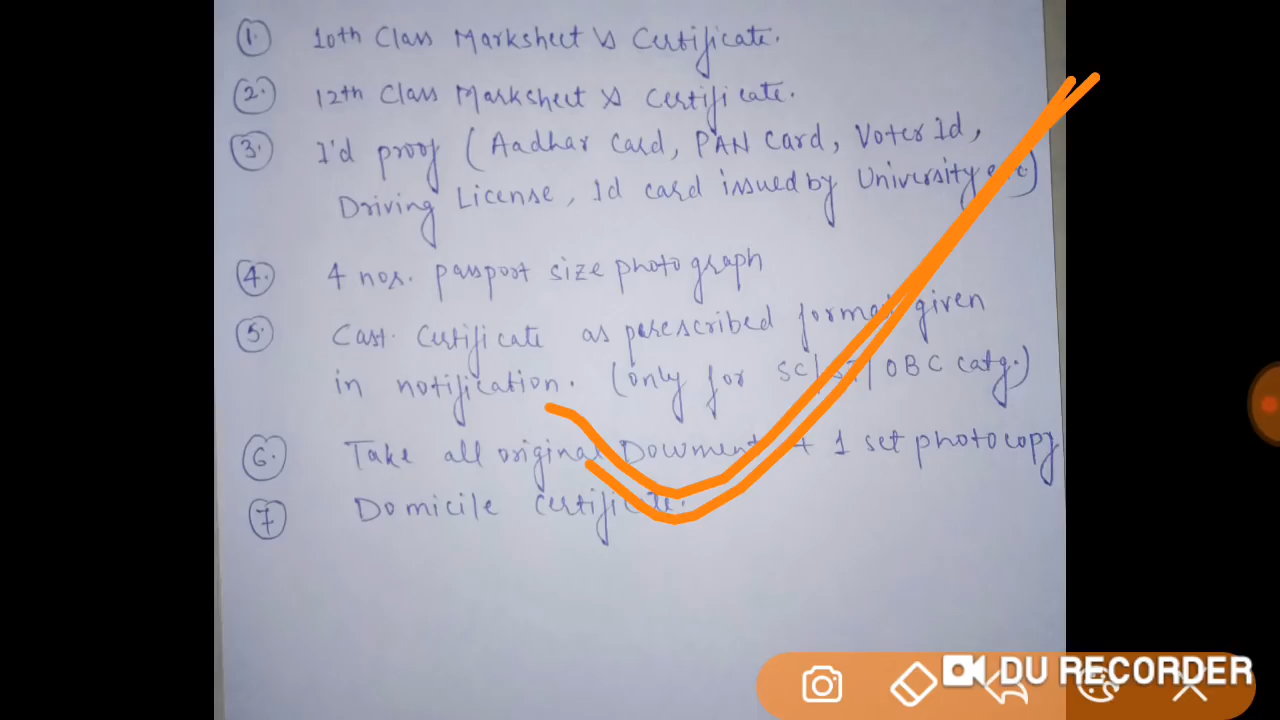 1. 10th Class Marksheet & Certificate.
2. 12th Class Marksheet & Certificate.
3. I'd proof (Aadhar Card, PAN Card, Voter Id,
Driving License, Id card issued by University etc)
4. 4 nos. passport size photograph
5. Cast Certificate as perescribed format given
in notification. (only for SC/ST/OBC catg.)
6. Take all original Dowment + 1 set photocopy
7 Domicile certificate.
DU RECORDER